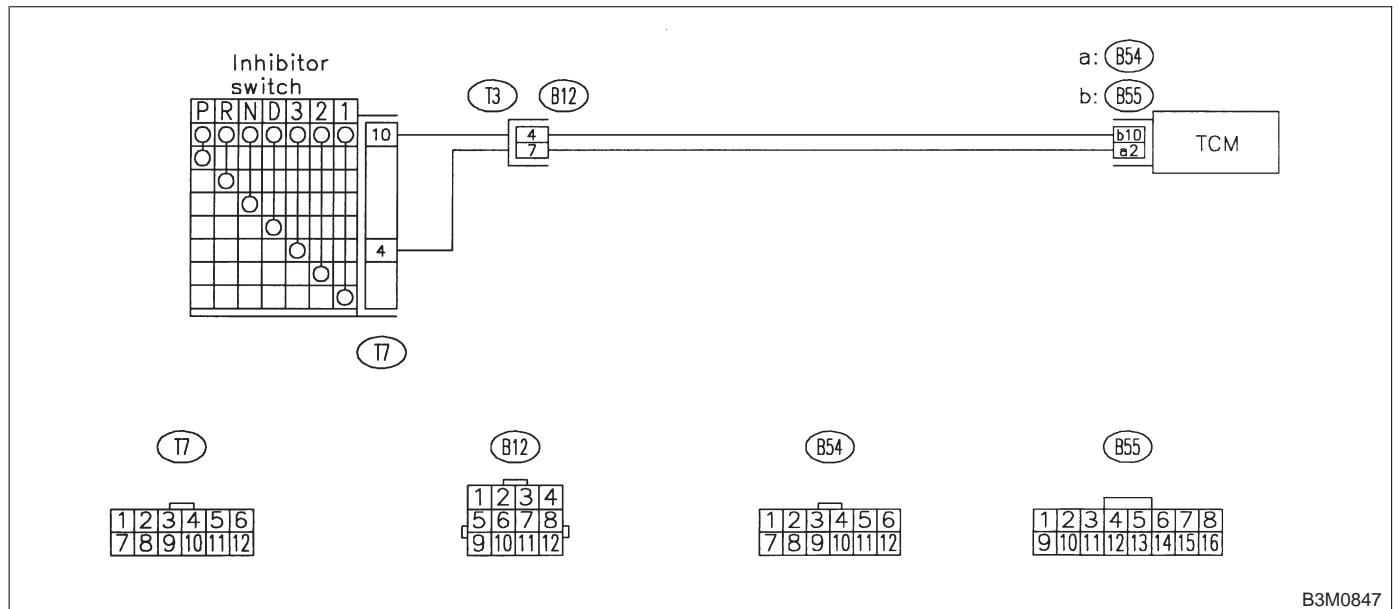 Inhibitor
switch
P R N D 3 2 1
10
4
T7
T3 B12
4
7
a: B54
b: B55
b10
a2
TCM
T7
1 2 3 4 5 6
7 8 9 10 11 12
B12
1 2 3 4
5 6 7 8
9 10 11 12
B54
1 2 3 4 5 6
7 8 9 10 11 12
B55
1 2 3 4 5 6 7 8
9 10 11 12 13 14 15 16
B3M0847